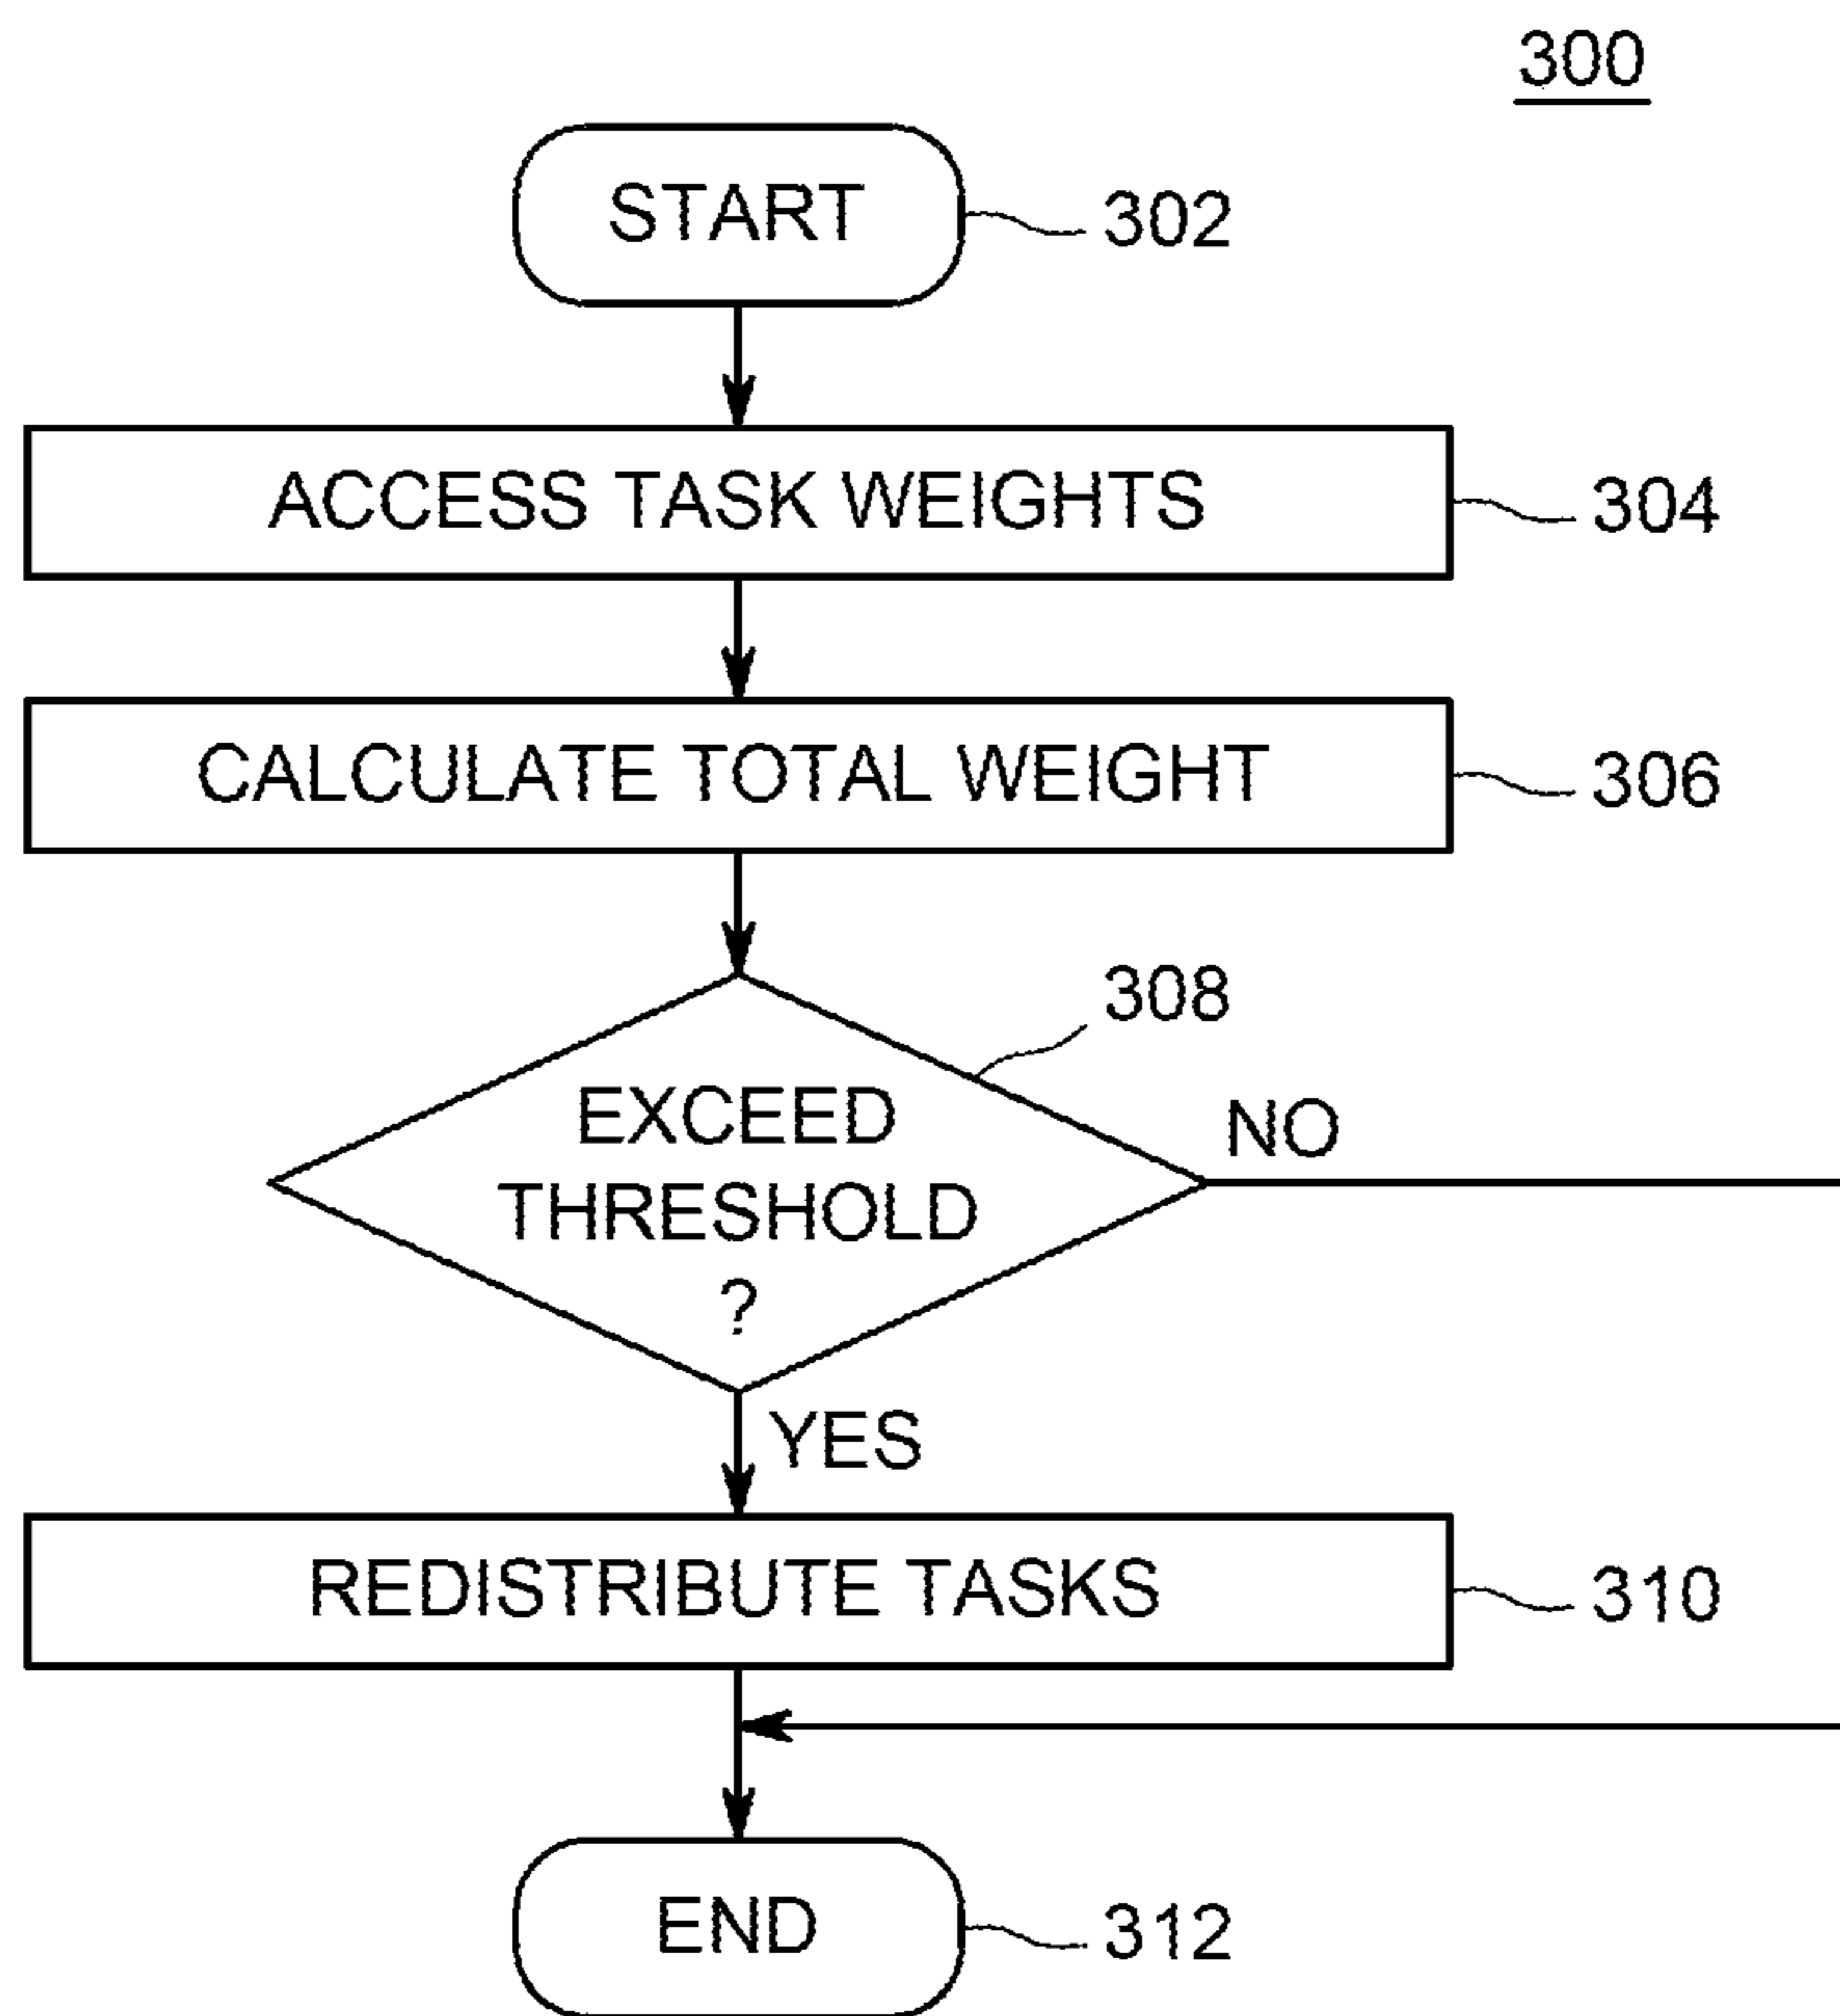 300
START
302
ACCESS TASK WEIGHTS
304
CALCULATE TOTAL WEIGHT
306
308
EXCEED
THRESHOLD
?
NO
YES
REDISTRIBUTE TASKS
310
END
312